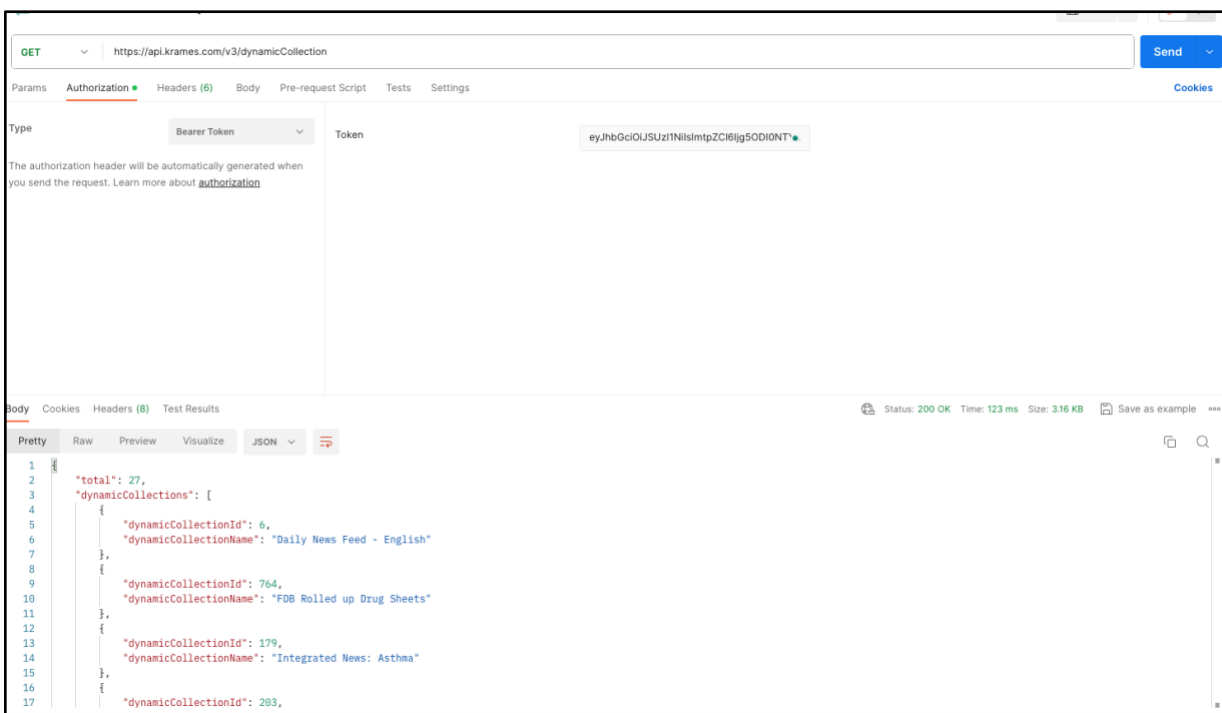 GET https://api.krames.com/v3/dynamicCollection Send
Params Authorization Headers (6) Body Pre-request Script Tests Settings Cookies
Type Bearer Token
The authorization header will be automatically generated when
you send the request. Learn more about authorization
Token
Body Cookies Headers (8) Test Results Status: 200 OK Time: 123 ms Size: 3.16 KB Save as example
Pretty Raw Preview Visualize JSON
1 {
2 "total": 27,
3 "dynamicCollections": [
4 {
5 "dynamicCollectionId": 6,
6 "dynamicCollectionName": "Daily News Feed - English"
7 },
8 {
9 "dynamicCollectionId": 764,
10 "dynamicCollectionName": "FDB Rolled up Drug Sheets"
11 },
12 {
13 "dynamicCollectionId": 179,
14 "dynamicCollectionName": "Integrated News: Asthma"
15 },
16 {
17 "dynamicCollectionId": 203,